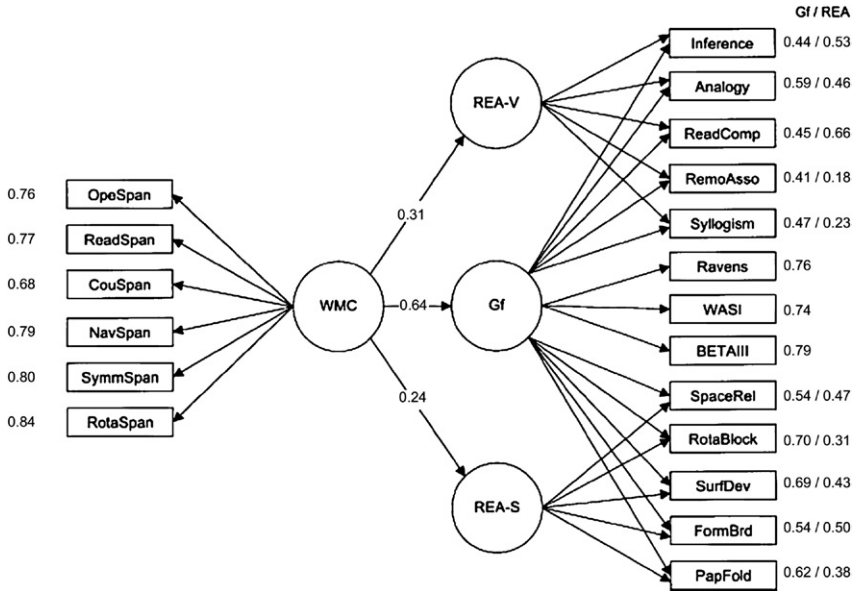 Gf / REA
Inference 0.44 / 0.53
REA-V
Analogy 0.59 / 0.46
ReadComp 0.45 / 0.66
RemoAsso 0.41 / 0.18
0.76 OpeSpan
0.31
Syllogism 0.47 / 0.23
0.77 ReadSpan
Ravens 0.76
0.68 CouSpan
WMC
0.64
Gf
WASI 0.74
0.79 NavSpan
BETAIII 0.79
0.80 SymmSpan
0.24
SpaceRel 0.54 / 0.47
0.84 RotaSpan
RotaBlock 0.70 / 0.31
SurfDev 0.69 / 0.43
REA-S
FormBrd 0.54 / 0.50
PapFold 0.62 / 0.38